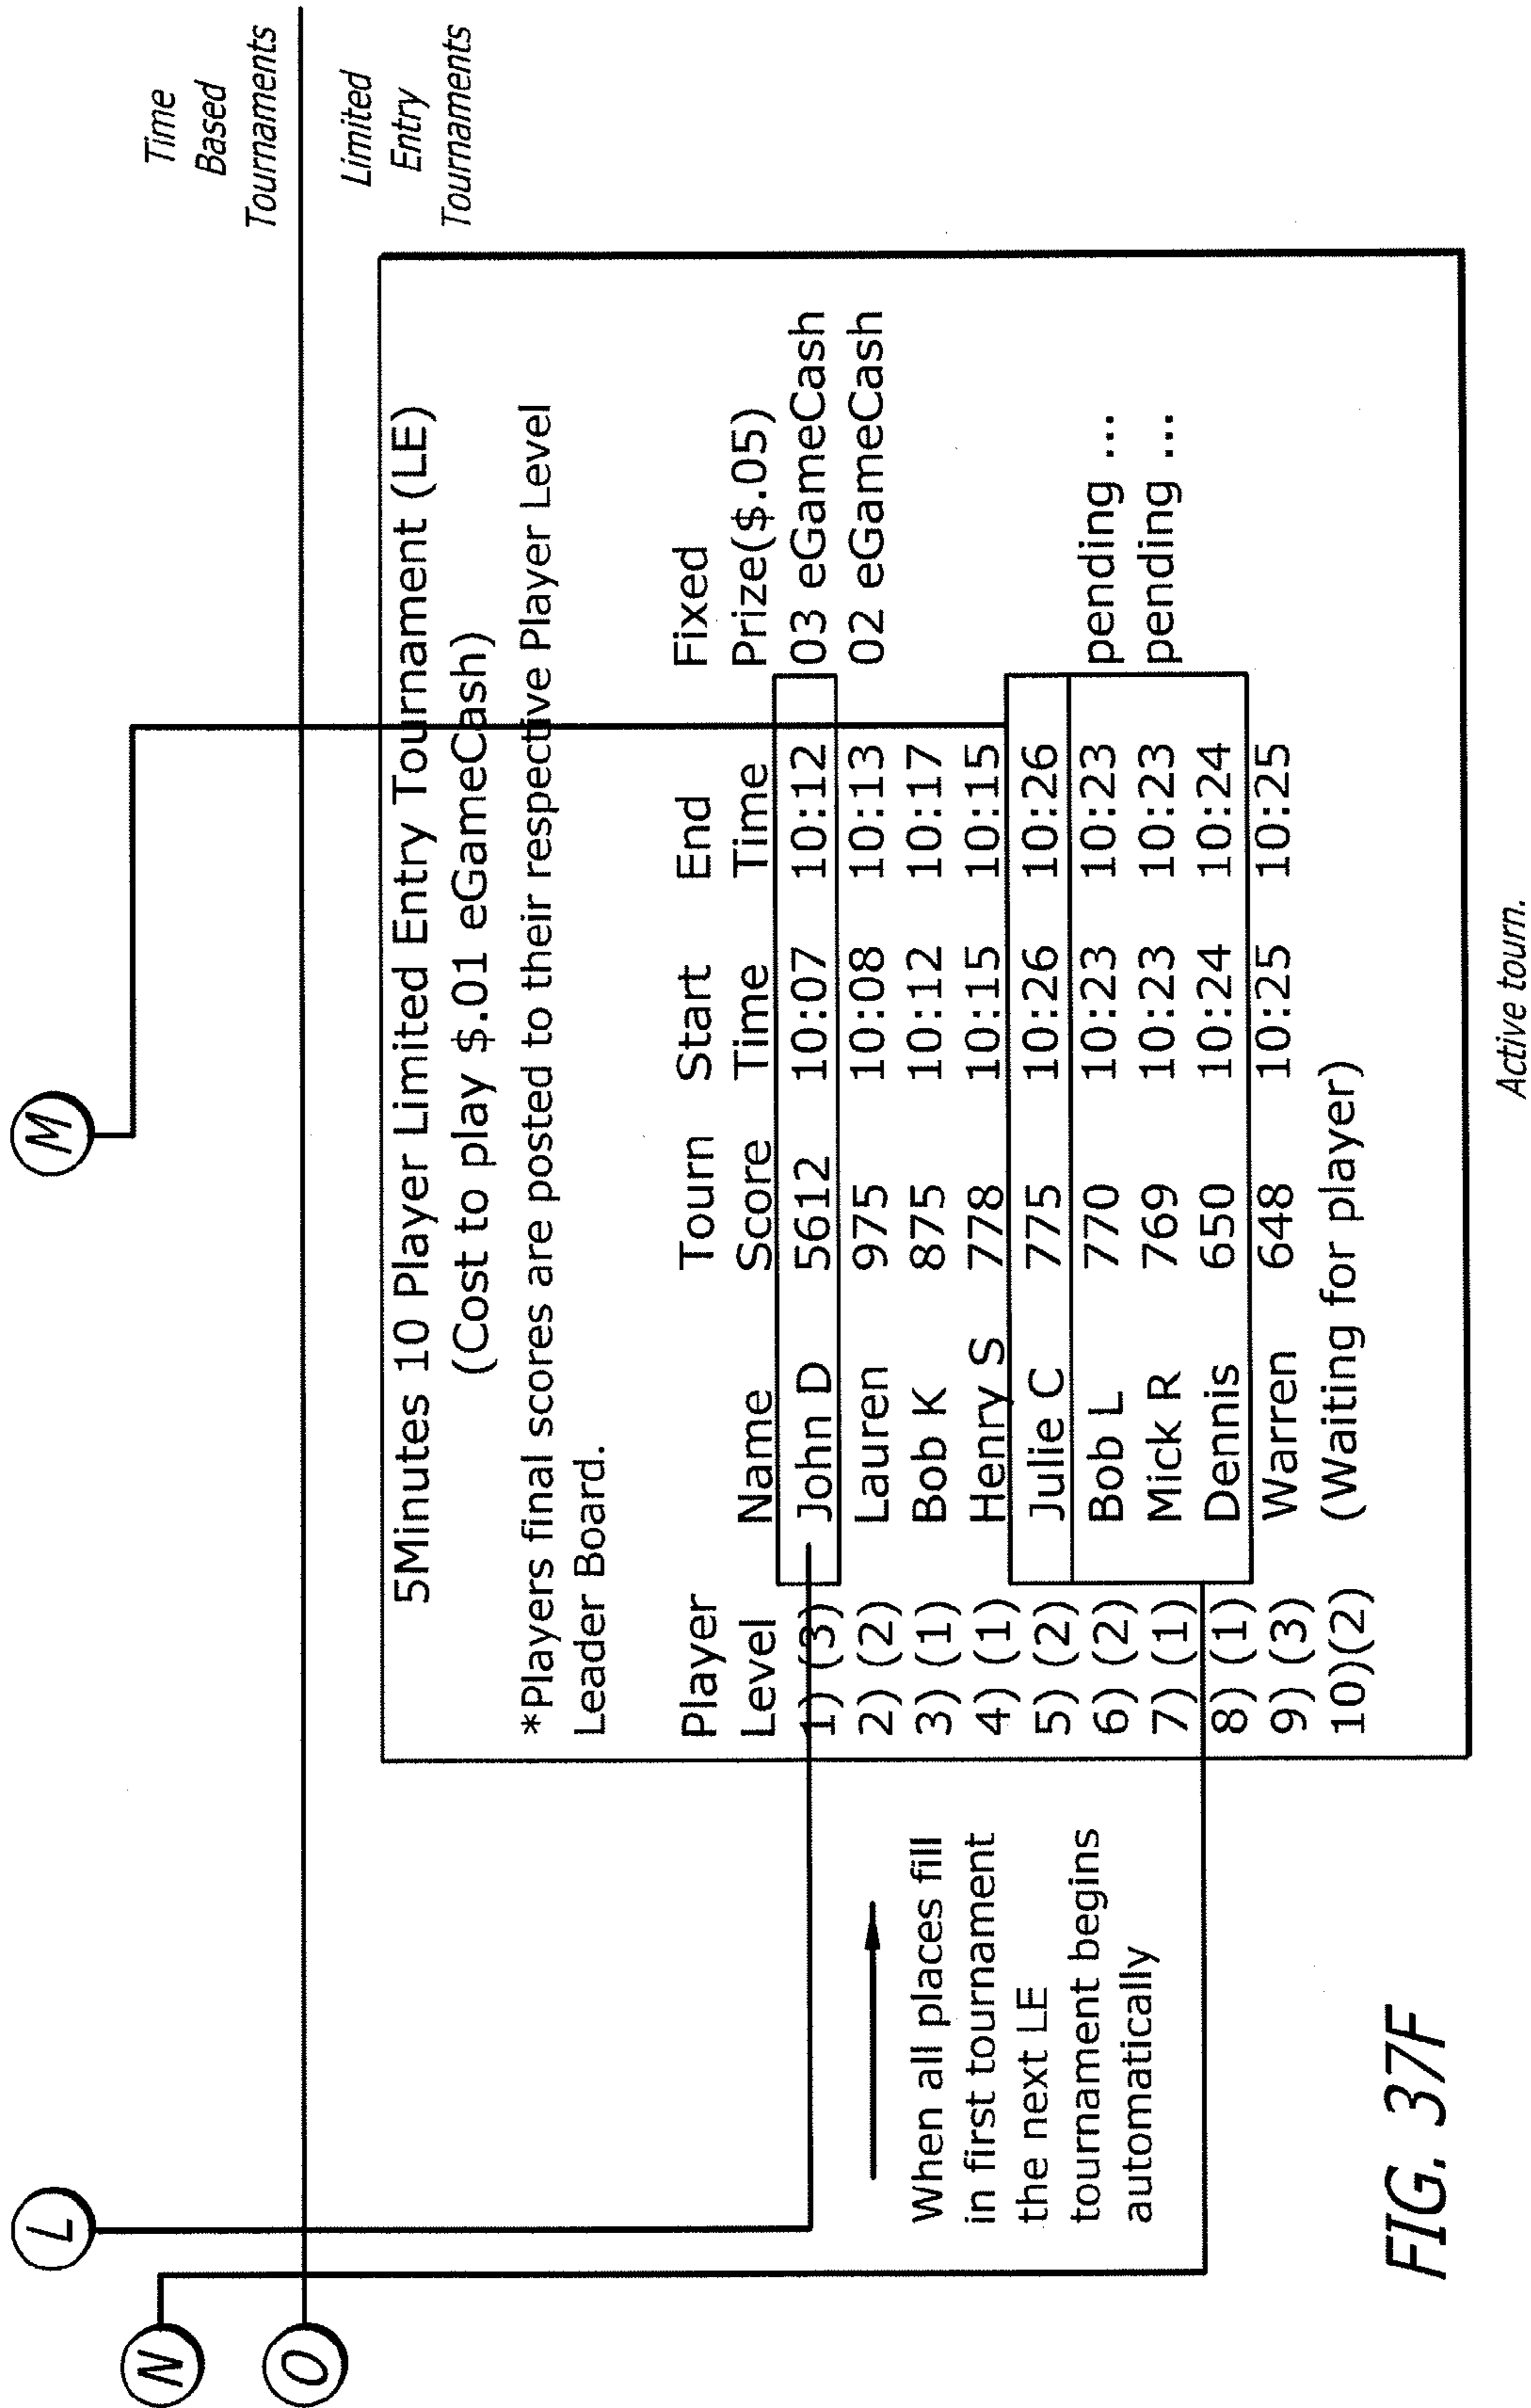 M
L
N
O
Time
Based
Tournaments
Limited
Entry
Tournaments
5Minutes 10 Player Limited Entry Tournament (LE)
(Cost to play $.01 eGameCash)
*Players final scores are posted to their respective Player Level
Leader Board.
Player Tourn Start End Fixed
Level Name Score Time Time Prize($.05)
1) (3) John D 5612 10:07 10:12 03 eGameCash
2) (2) Lauren 975 10:08 10:13 02 eGameCash
3) (1) Bob K 875 10:12 10:17
4) (1) Henry S 778 10:15 10:15
5) (2) Julie C 775 10:26 10:26
6) (2) Bob L 770 10:23 10:23 pending ...
7) (1) Mick R 769 10:23 10:23 pending ...
8) (1) Dennis 650 10:24 10:24
9) (3) Warren 648 10:25 10:25
10)(2) (Waiting for player)
When all places fill
in first tournament
the next LE
tournament begins
automatically
Active tourn.
FIG. 37F